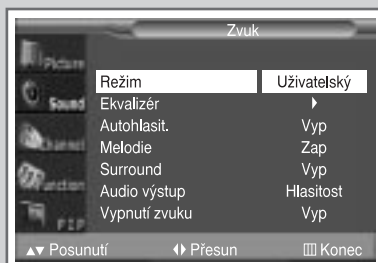 Zvuk
Picture
Sound
Channel
Function
PIP
Režim Uživatelský
Ekvalizér
Autohlasit. Vyp
Melodie Zap
Surround Vyp
Audio výstup Hlasitost
Vypnutí zvuku Vyp
▲▼ Posunutí ◀▶ Přesun Konec